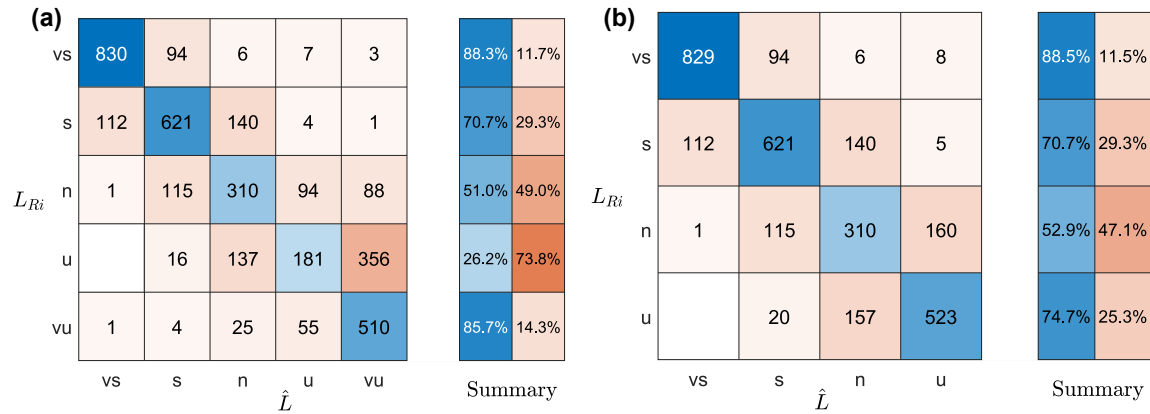 (a)
vs 830 94 6 7 3 88.3% 11.7%
s 112 621 140 4 1 70.7% 29.3%
n 1 115 310 94 88 51.0% 49.0%
L_{Ri}
u 16 137 181 356 26.2% 73.8%
vu 1 4 25 55 510 85.7% 14.3%
vs s n u vu Summary
L̂
(b)
vs 829 94 6 8 88.5% 11.5%
s 112 621 140 5 70.7% 29.3%
L_{Ri}
n 1 115 310 160 52.9% 47.1%
u 20 157 523 74.7% 25.3%
vs s n u Summary
L̂